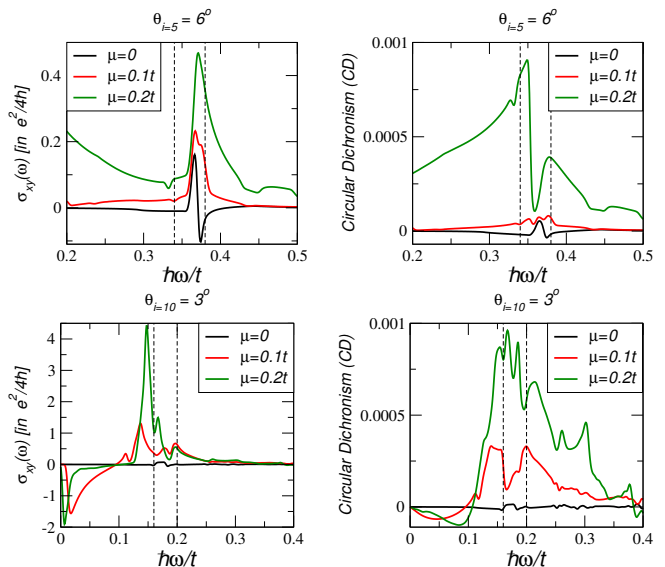 θi=5 = 6o
σxy(ω) [in e2/4ħ]
0.4
0.2
0
μ=0
μ=0.1t
μ=0.2t
0.2 0.3 0.4 0.5
ħω/t
θi=5 = 6o
Circular Dichronism (CD)
0.001
0.0005
0
μ=0
μ=0.1t
μ=0.2t
0.2 0.3 0.4 0.5
ħω/t
θi=10 = 3o
σxy(ω) [in e2/4ħ]
4
3
2
1
0
-1
-2
μ=0
μ=0.1t
μ=0.2t
0 0.1 0.2 0.3 0.4
ħω/t
θi=10 = 3o
Circular Dichronism (CD)
0.001
0.0005
0
μ=0
μ=0.1t
μ=0.2t
0 0.1 0.2 0.3 0.4
ħω/t